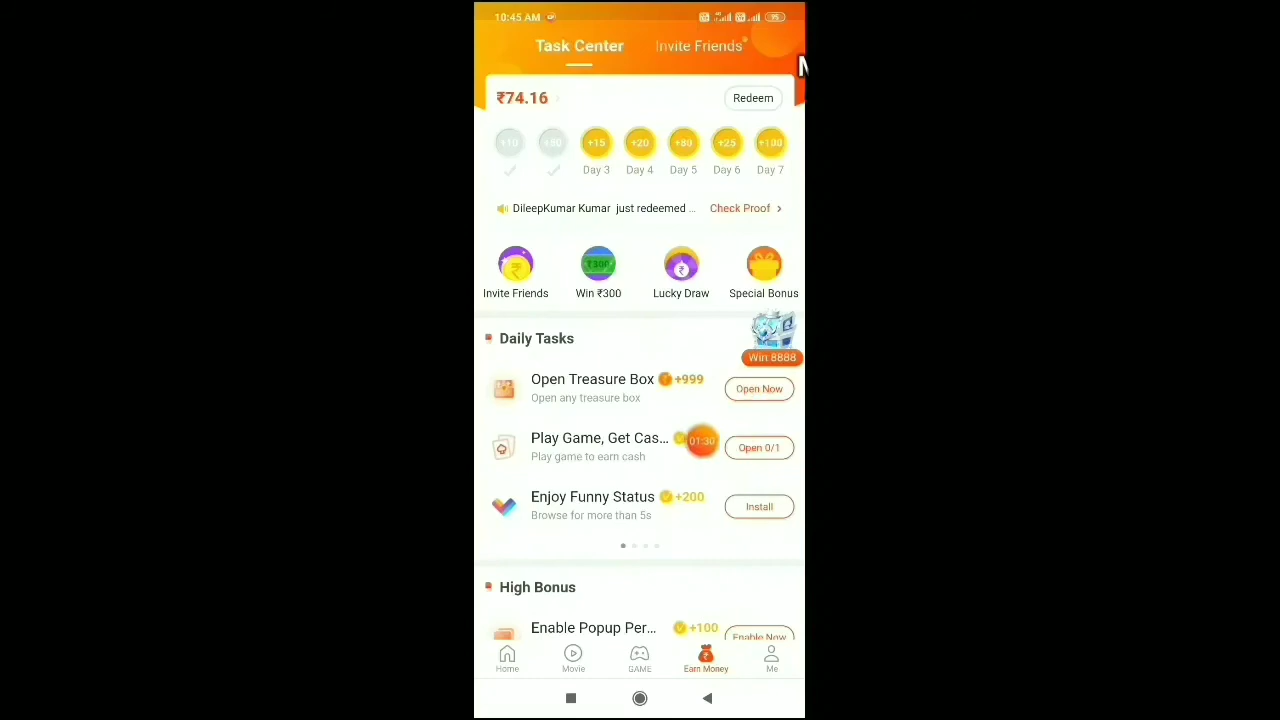 10:45 AM
95
Task Center Invite Friends
₹74.16
Redeem
+10 +15 +20 +80 +25 +100
Day 3 Day 4 Day 5 Day 6 Day 7
DileepKumar Kumar just redeemed ... Check Proof >
₹300
Invite Friends Win ₹300 Lucky Draw Special Bonus
Daily Tasks
Win 8888
Open Treasure Box +999
Open any treasure box
Open Now
Play Game, Get Cas...
01:30
Play game to earn cash
Open 0/1
Enjoy Funny Status +200
Browse for more than 5s
Install
High Bonus
Enable Popup Per... +100
Enable Now
Home Movie GAME Earn Money Me